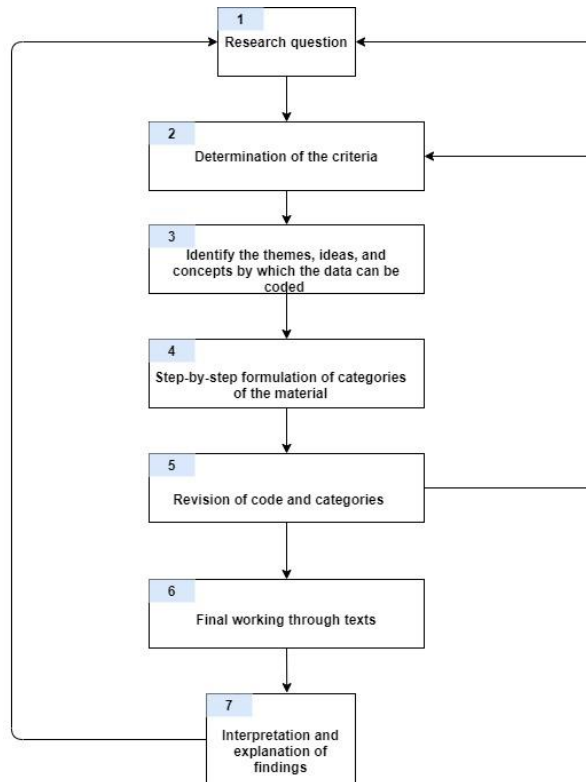 1
Research question
2
Determination of the criteria
3
Identify the themes, ideas, and
concepts by which the data can be
coded
4
Step-by-step formulation of categories
of the material
5
Revision of code and categories
6
Final working through texts
7
Interpretation and
explanation of
findings